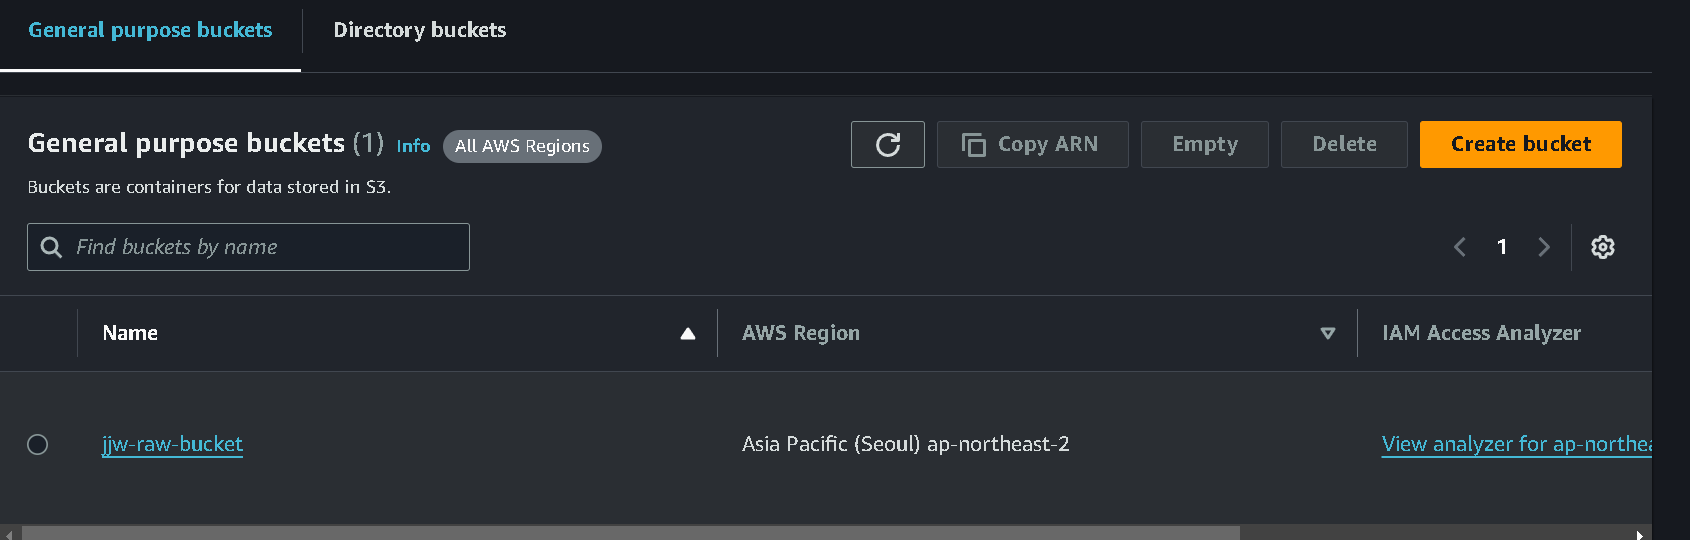 General purpose buckets
Directory buckets
General purpose buckets (1) Info All AWS Regions
Copy ARN
Empty
Delete
Create bucket
Buckets are containers for data stored in S3.
Find buckets by name
1
Name
AWS Region
IAM Access Analyzer
jjw-raw-bucket
Asia Pacific (Seoul) ap-northeast-2
View analyzer for ap-northea